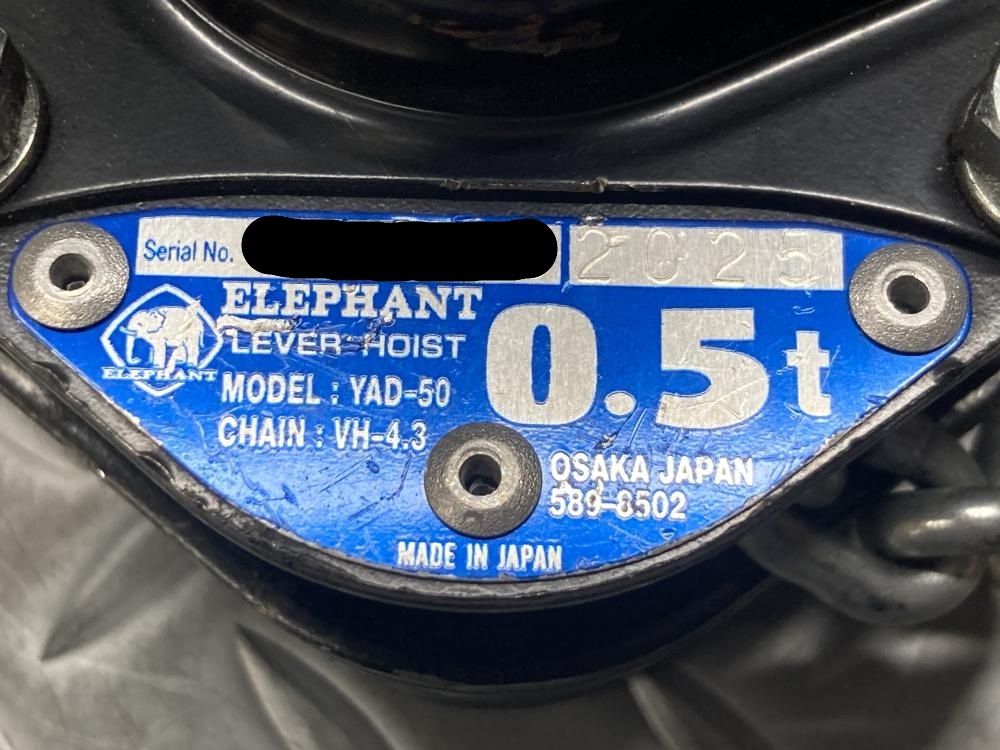 Serial No. 2025
ELEPHANT
LEVER HOIST
0.5t
ELEPHANT
MODEL : YAD-50
CHAIN : VH-4.3
OSAKA JAPAN
589-8502
MADE IN JAPAN